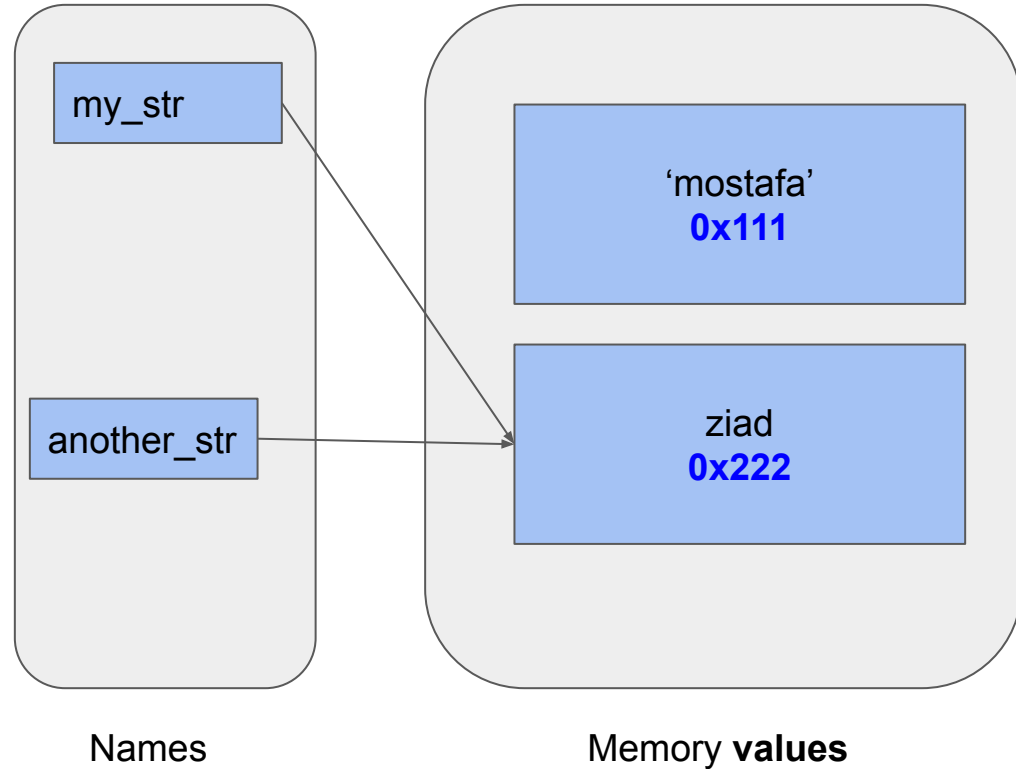 my_str
‘mostafa’
0x111
another_str
ziad
0x222
Names
Memory values